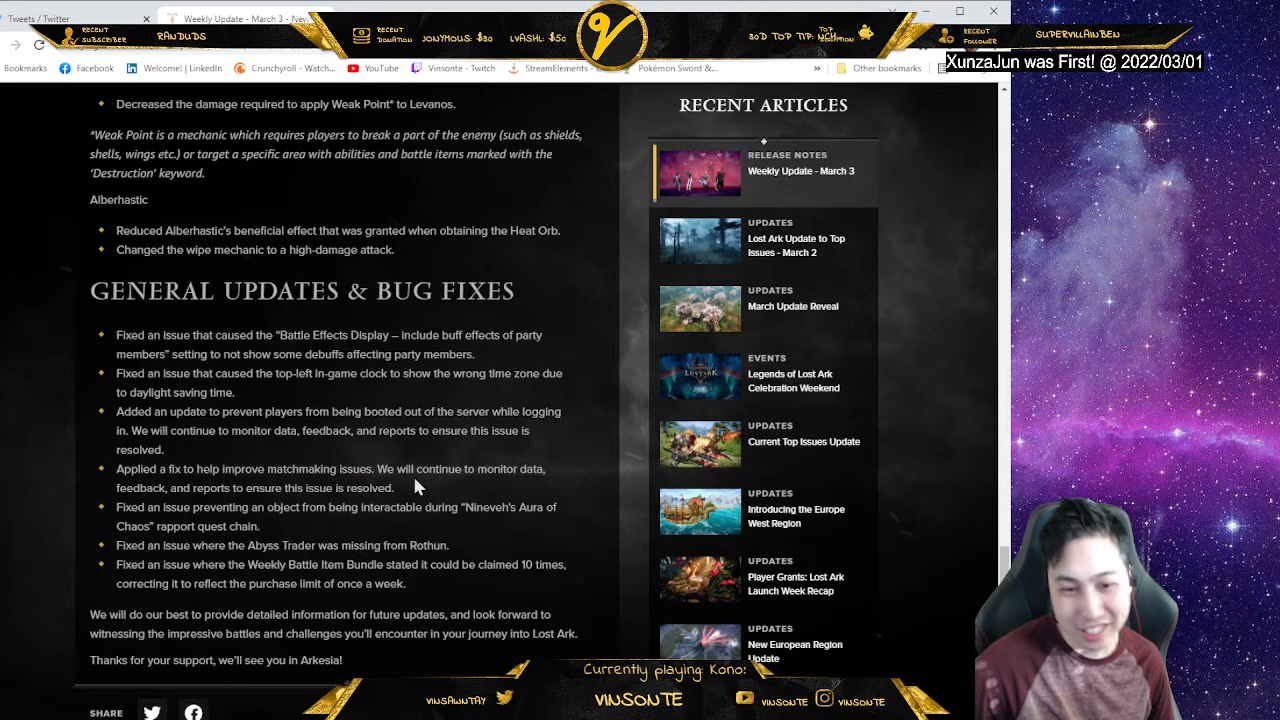 Tweets / Twitter
Weekly Update - March 3 - Ne
RECENT SUBSCRIBER
RANDUDS
RECENT DONATION
JONYMOUS: $30
LVASHL: $50
30D TOP TIP:
TOP DONATION
RECENT FOLLOWER
SUPERVILLAINBEN
Bookmarks
Facebook
Welcome! | LinkedIn
Crunchyroll - Watch...
YouTube
Vinsonte - Twitch
StreamElements -
Pokémon Sword &...
»
Other bookmarks
XunzaJun was First! @ 2022/03/01
Decreased the damage required to apply Weak Point* to Levanos.
*Weak Point is a mechanic which requires players to break a part of the enemy (such as shields,
shells, wings etc.) or target a specific area with abilities and battle items marked with the
‘Destruction’ keyword.
Alberhastic
Reduced Alberhastic’s beneficial effect that was granted when obtaining the Heat Orb.
Changed the wipe mechanic to a high-damage attack.
GENERAL UPDATES & BUG FIXES
Fixed an issue that caused the “Battle Effects Display – include buff effects of party
members” setting to not show some debuffs affecting party members.
Fixed an issue that caused the top-left in-game clock to show the wrong time zone due
to daylight saving time.
Added an update to prevent players from being booted out of the server while logging
in. We will continue to monitor data, feedback, and reports to ensure this issue is
resolved.
Applied a fix to help improve matchmaking issues. We will continue to monitor data,
feedback, and reports to ensure this issue is resolved.
Fixed an issue preventing an object from being interactable during “Nineveh’s Aura of
Chaos” rapport quest chain.
Fixed an issue where the Abyss Trader was missing from Rothun.
Fixed an issue where the Weekly Battle Item Bundle stated it could be claimed 10 times,
correcting it to reflect the purchase limit of once a week.
We will do our best to provide detailed information for future updates, and look forward to
witnessing the impressive battles and challenges you’ll encounter in your journey into Lost Ark.
Thanks for your support, we’ll see you in Arkesia!
SHARE
RECENT ARTICLES
RELEASE NOTES
Weekly Update - March 3
UPDATES
Lost Ark Update to Top
Issues - March 2
UPDATES
March Update Reveal
EVENTS
Legends of Lost Ark
Celebration Weekend
LOST ARK
UPDATES
Current Top Issues Update
UPDATES
Introducing the Europe
West Region
UPDATES
Player Grants: Lost Ark
Launch Week Recap
UPDATES
New European Region
Update
Currently playing: Kono:
VINSAWNTAY
VINSONTE
VINSONTE
VINSONTE